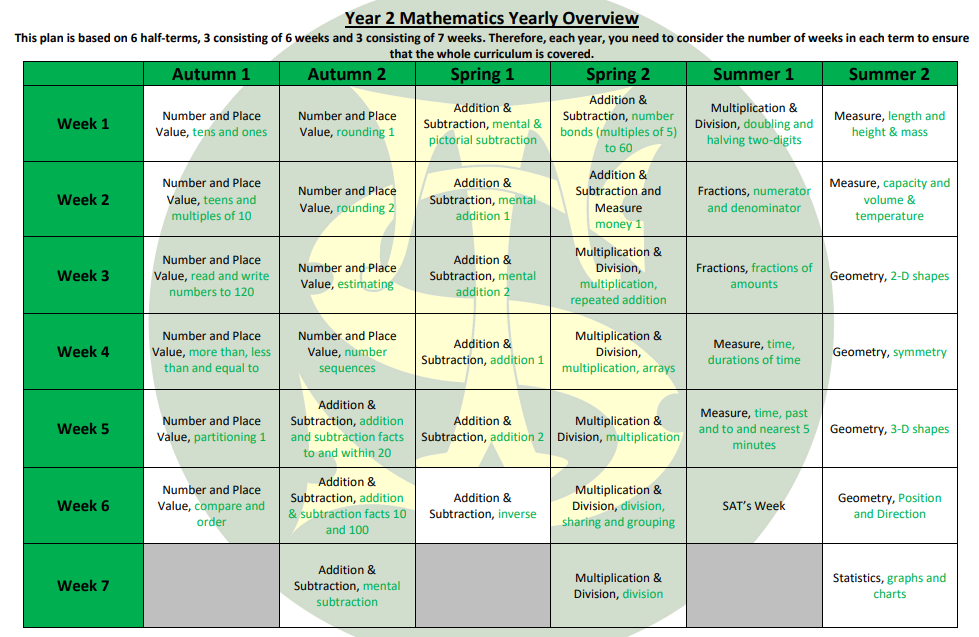 Year 2 Mathematics Yearly Overview
This plan is based on 6 half-terms, 3 consisting of 6 weeks and 3 consisting of 7 weeks. Therefore, each year, you need to consider the number of weeks in each term to ensure
that the whole curriculum is covered.
Autumn 1 Autumn 2 Spring 1 Spring 2 Summer 1 Summer 2
Week 1
Number and Place
Value, tens and ones
Number and Place
Value, rounding 1
Addition &
Subtraction, mental &
pictorial subtraction
Addition &
Subtraction, number
bonds (multiples of 5)
to 60
Multiplication &
Division, doubling and
halving two-digits
Measure, length and
height & mass
Week 2
Number and Place
Value, teens and
multiples of 10
Number and Place
Value, rounding 2
Addition &
Subtraction, mental
addition 1
Addition &
Subtraction and
Measure
money 1
Fractions, numerator
and denominator
Measure, capacity and
volume &
temperature
Week 3
Number and Place
Value, read and write
numbers to 120
Number and Place
Value, estimating
Addition &
Subtraction, mental
addition 2
Multiplication &
Division,
multiplication,
repeated addition
Fractions, fractions of
amounts
Geometry, 2-D shapes
Week 4
Number and Place
Value, more than, less
than and equal to
Number and Place
Value, number
sequences
Addition &
Subtraction, addition 1
Multiplication &
Division,
multiplication, arrays
Measure, time,
durations of time
Geometry, symmetry
Week 5
Number and Place
Value, partitioning 1
Addition &
Subtraction, addition
and subtraction facts
to and within 20
Addition &
Subtraction, addition 2
Multiplication &
Division, multiplication
Measure, time, past
and to and nearest 5
minutes
Geometry, 3-D shapes
Week 6
Number and Place
Value, compare and
order
Addition &
Subtraction, addition
& subtraction facts 10
and 100
Addition &
Subtraction, inverse
Multiplication &
Division, division,
sharing and grouping
SAT's Week
Geometry, Position
and Direction
Week 7
Addition &
Subtraction, mental
subtraction
Multiplication &
Division, division
Statistics, graphs and
charts